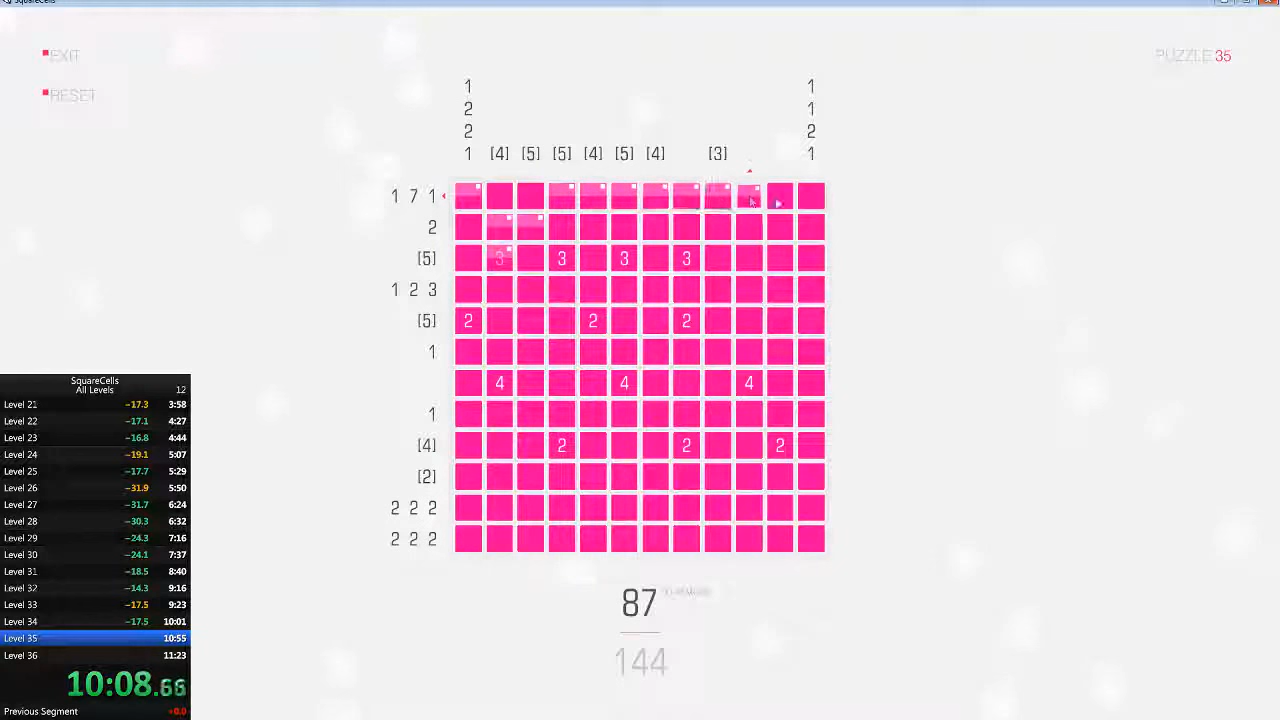 SquareCells
EXIT
PUZZLE 35
RESET
1 1
2 1
2 2
1 [4] [5] [5] [4] [5] [4] [3] 1
1 7 1
2
[5] 3 3 3 3
1 2 3
[5] 2 2 2
1
4 4 4
1
[4] 2 2 2
[2]
2 2 2
2 2 2
87
144
SquareCells
All Levels 12
Level 21 -17.3 3:58
Level 22 -17.1 4:27
Level 23 -16.8 4:44
Level 24 -19.1 5:07
Level 25 -17.7 5:29
Level 26 -31.9 5:50
Level 27 -31.7 6:24
Level 28 -30.3 6:32
Level 29 -24.3 7:16
Level 30 -24.1 7:37
Level 31 -18.5 8:40
Level 32 -14.3 9:16
Level 33 -17.5 9:23
Level 34 -17.5 10:01
Level 35 10:55
Level 36 11:23
10:08.66
Previous Segment +0.0